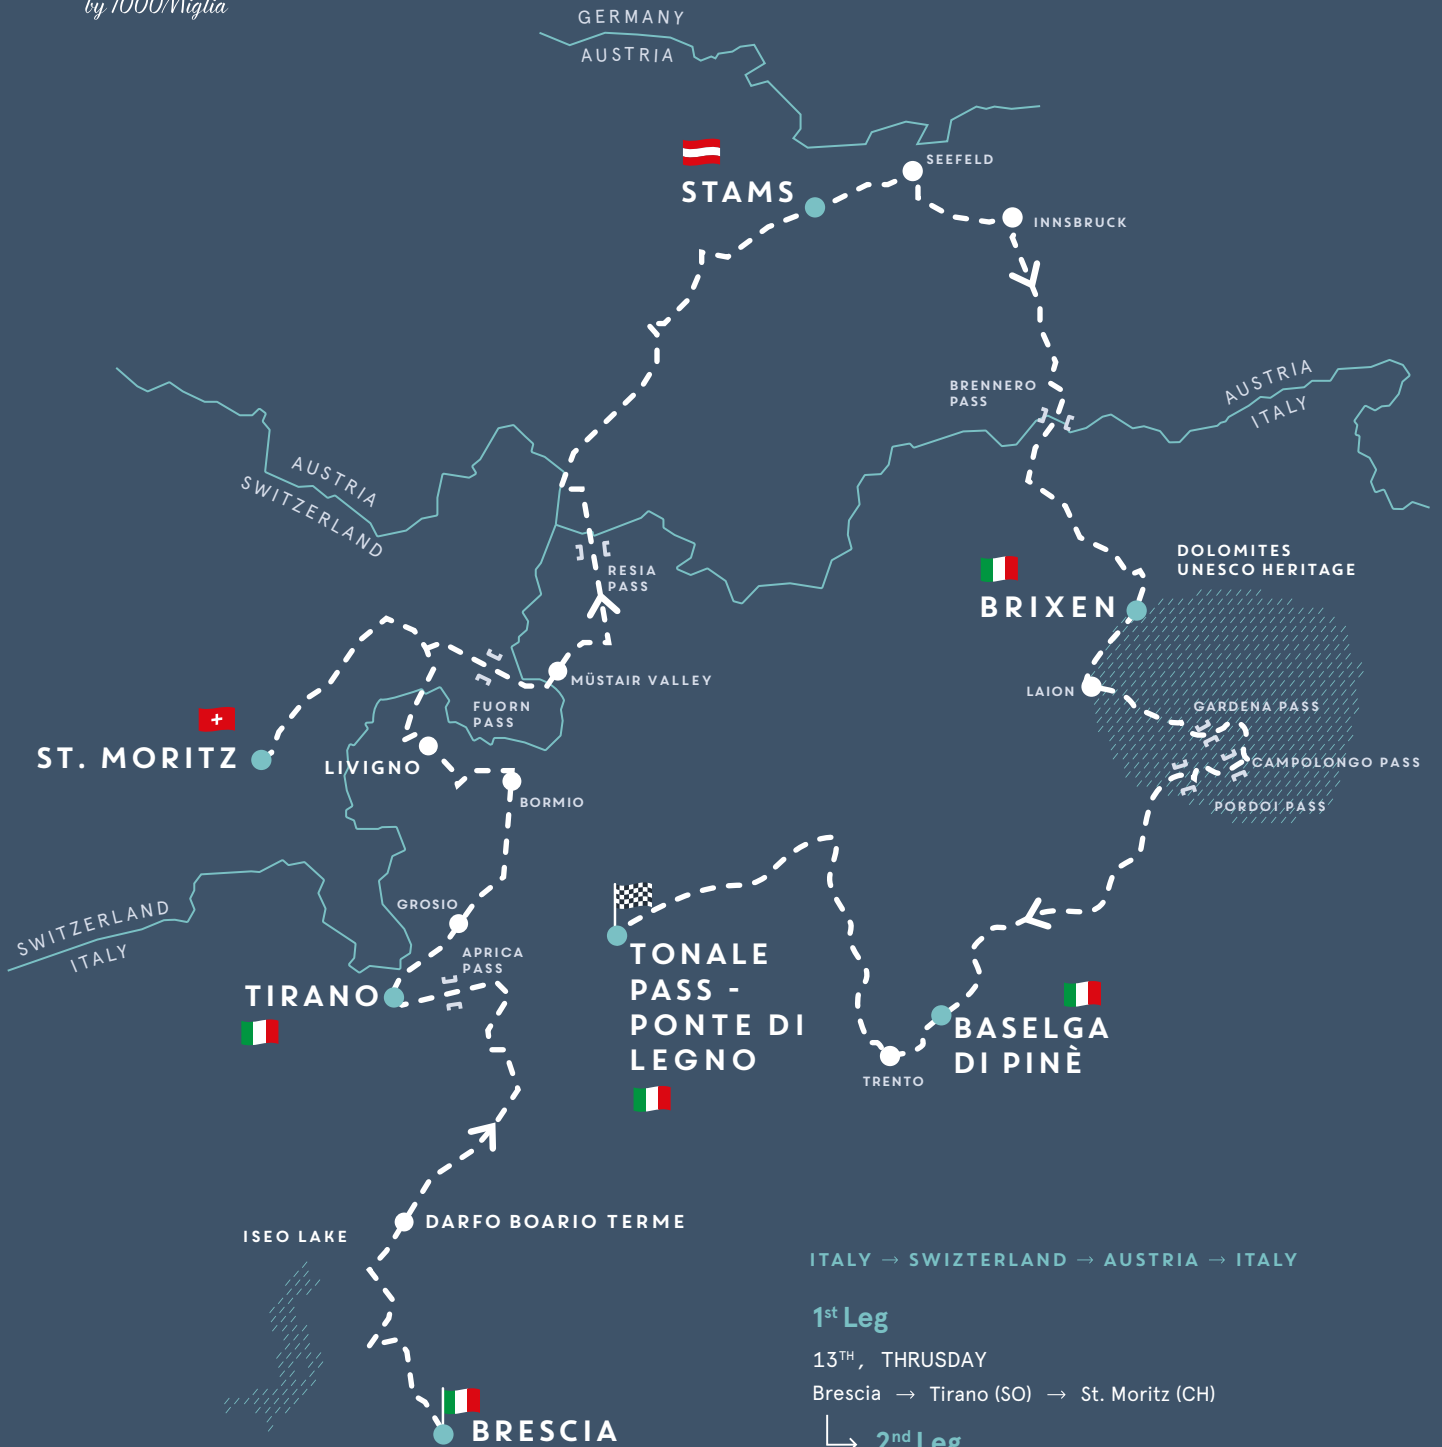 by 1000Miglia
GERMANY
AUSTRIA
SEEFELD
STAMS
INNSBRUCK
BRENNERO
PASS
AUSTRIA
ITALY
AUSTRIA
SWITZERLAND
RESIA
PASS
DOLOMITES
UNESCO HERITAGE
BRIXEN
MÜSTAIR VALLEY
LAION
FUORN
PASS
GARDENA PASS
ST. MORITZ
LIVIGNO
CAMPOLONGO PASS
BORMIO
PORDOI PASS
GROSIO
SWITZERLAND
ITALY
APRICA
PASS
TIRANO
TONALE
PASS -
PONTE DI
LEGNO
BASELGA
DI PINÈ
TRENTO
DARFO BOARIO TERME
ISEO LAKE
ITALY → SWIZTERLAND → AUSTRIA → ITALY
1st Leg
13TH, THRUSDAY
Brescia → Tirano (SO) → St. Moritz (CH)
2nd Leg
BRESCIA